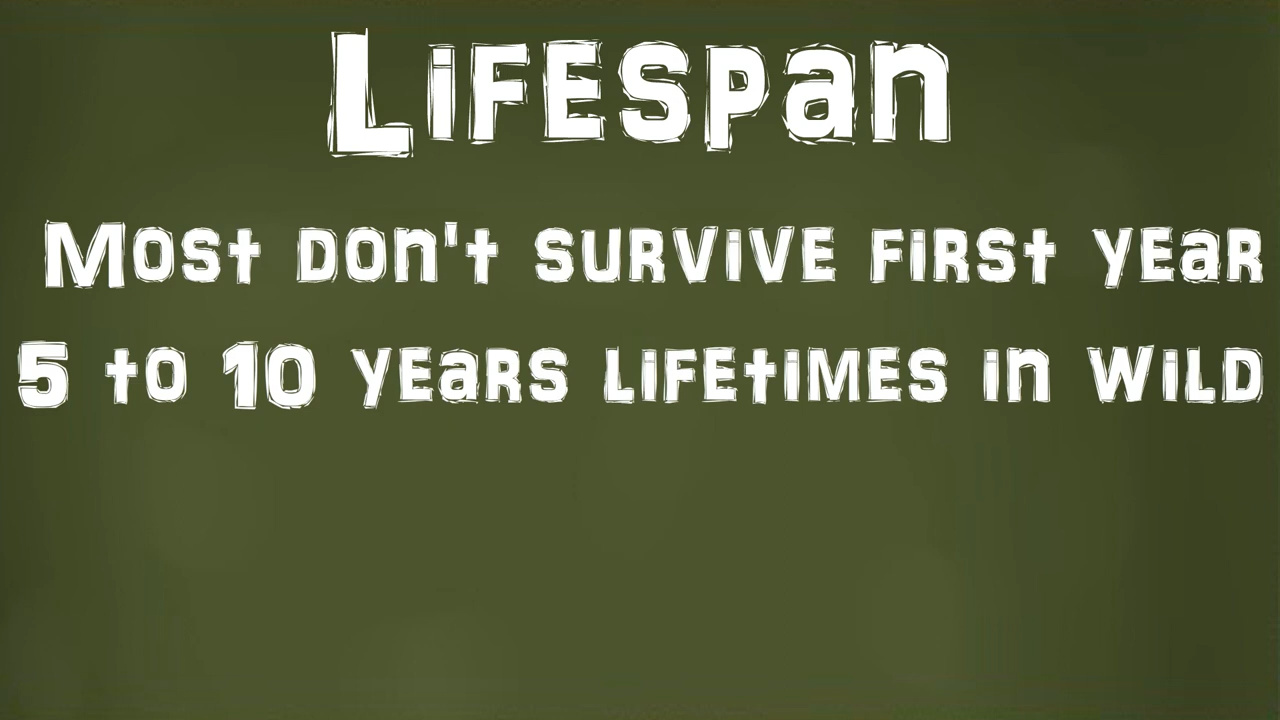 Lifespan
Most don't survive first year
5 to 10 years lifetimes in wild